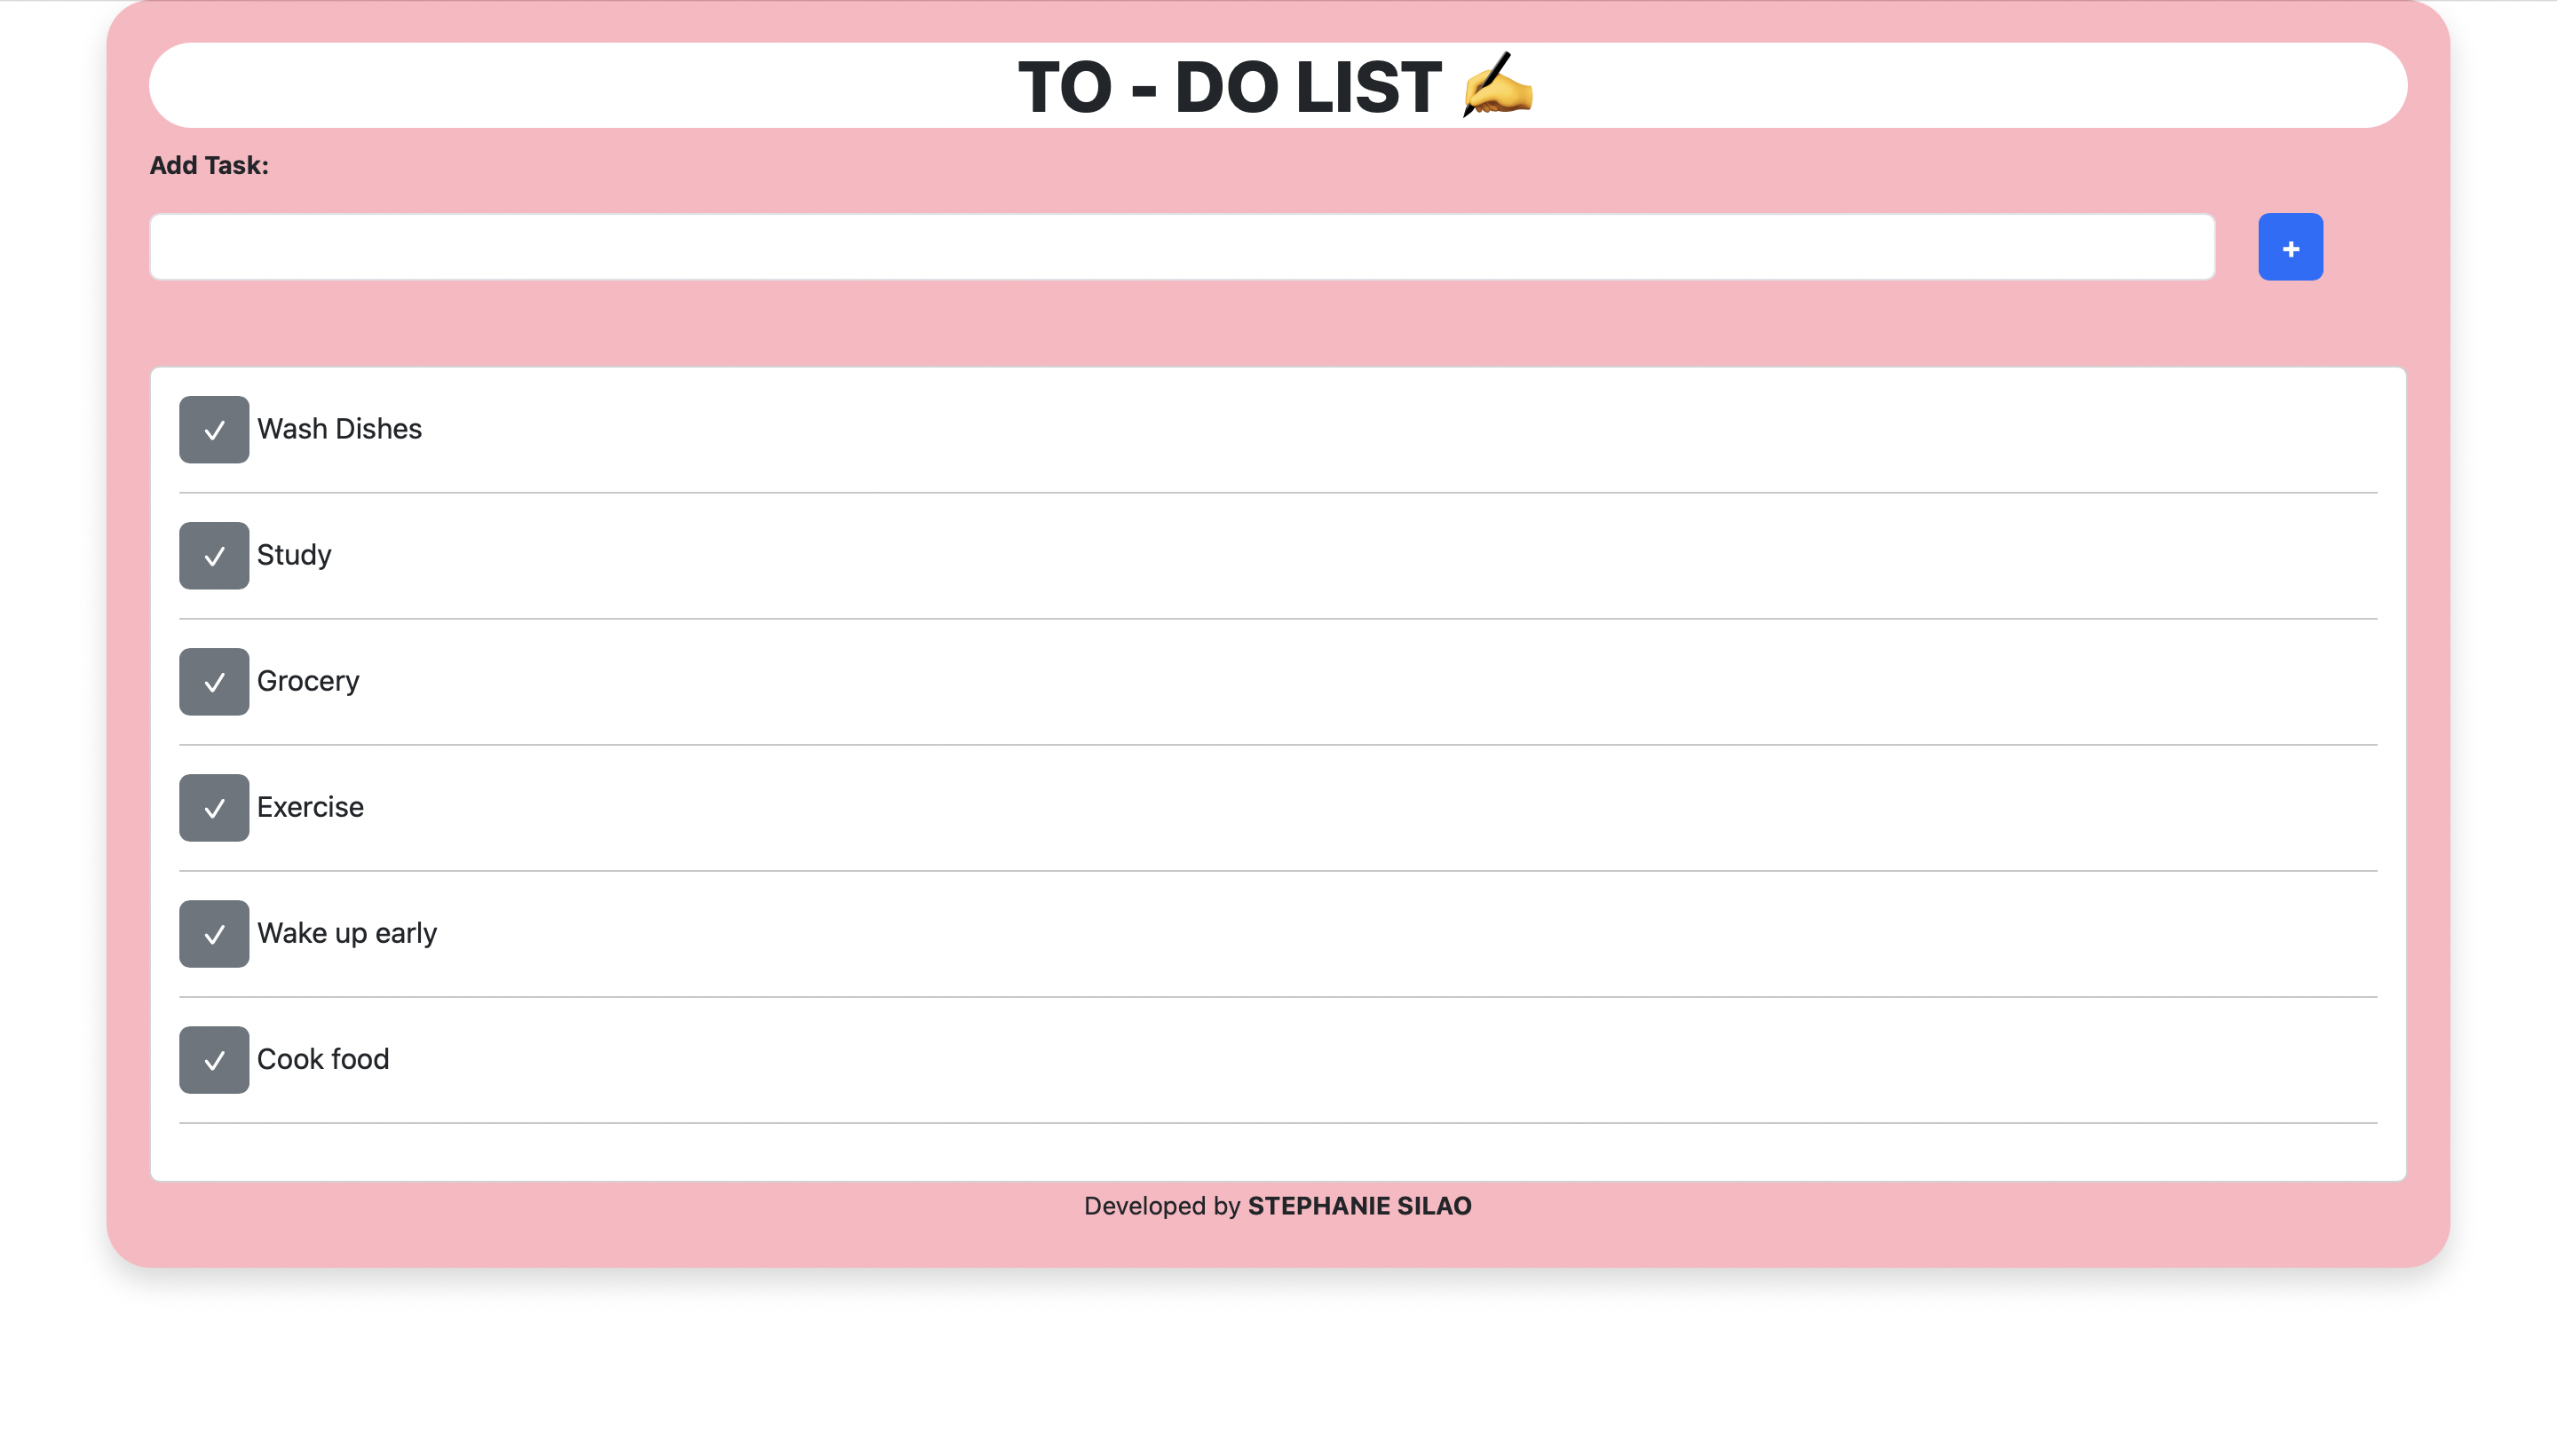 TO - DO LIST ✍️
Add Task:
+
✓ Wash Dishes
✓ Study
✓ Grocery
✓ Exercise
✓ Wake up early
✓ Cook food
Developed by STEPHANIE SILAO